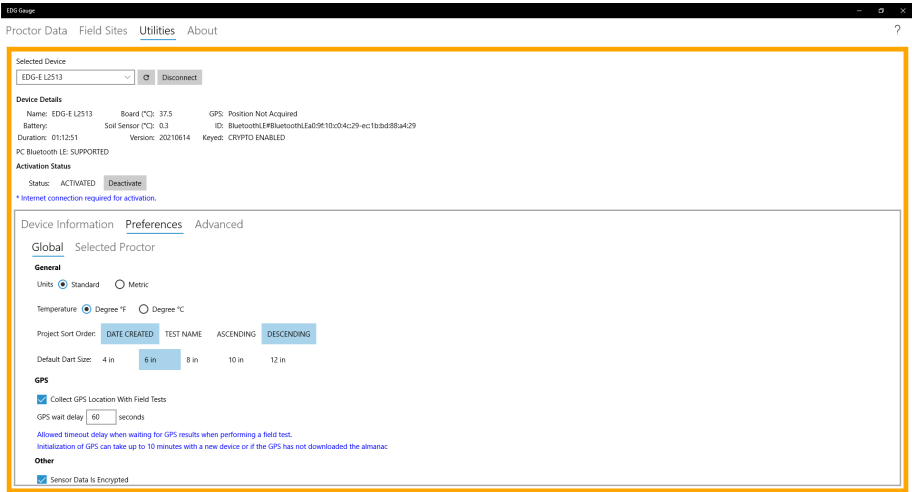 EDG Gauge
Proctor Data Field Sites Utilities About ?
Selected Device
EDG-E L2513 Disconnect
Device Details
Name: EDG-E L2513 Board (°C): 37.5 GPS: Position Not Acquired
Battery: Soil Sensor (°C): 0.3 ID: BluetoothLE#BluetoothLEa0:9f:10:c0:4c:29-ec:1b:bd:88:a4:29
Duration: 01:12:51 Version: 20210614 Keyed: CRYPTO ENABLED
PC Bluetooth LE: SUPPORTED
Activation Status
Status: ACTIVATED Deactivate
* Internet connection required for activation.
Device Information Preferences Advanced
Global Selected Proctor
General
Units Standard Metric
Temperature Degree °F Degree °C
Project Sort Order: DATE CREATED TEST NAME ASCENDING DESCENDING
Default Dart Size: 4 in 6 in 8 in 10 in 12 in
GPS
Collect GPS Location With Field Tests
GPS wait delay 60 seconds
Allowed timeout delay when waiting for GPS results when performing a field test.
Initialization of GPS can take up to 10 minutes with a new device or if the GPS has not downloaded the almanac
Other
Sensor Data Is Encrypted